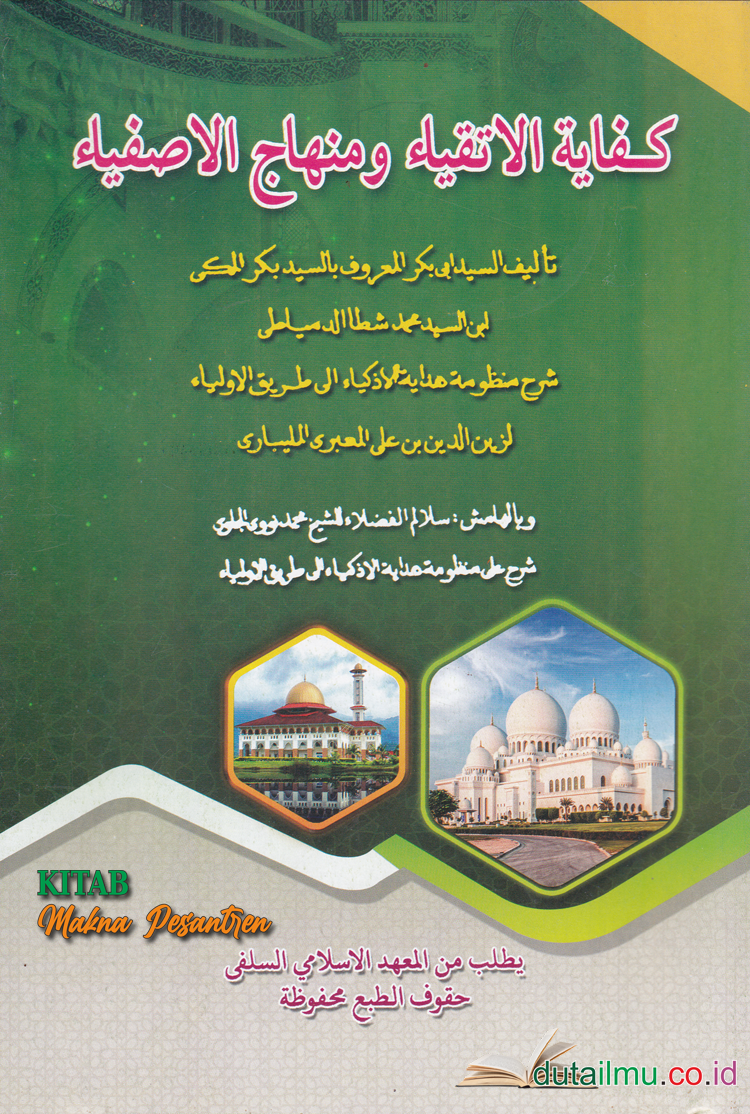 كفاية الاتقياء ومنهاج الاصفياء
تأليف السيد ابى بكر المعروف بالسيد بكر المكى
ابن السيد محمد شطا الدمياطى
شرح منظومة هداية الاذكياء الى طريق الاولياء
لزين الدين بن على المعبرى المليبارى
وبالهامش : سلالم الفضلاء للشيخ محمد نووى الجاوى
شرح على منظومة هداية الاذكياء الى طريق الاولياء
KITAB
Makna Pesantren
يطلب من المعهد الاسلامي السلفى
حقوف الطبع محفوظة
dutailmu.co.id